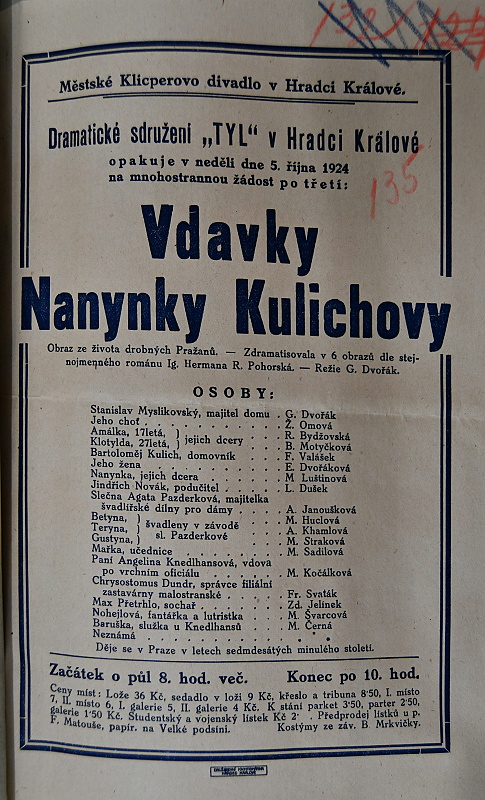 Městské Klicperovo divadlo v Hradci Králové.
Dramatické sdružení „TYL“ v Hradci Králové
opakuje v neděli dne 5. října 1924
na mnohostrannou žádost po třetí:
135
Vdavky
Nanynky Kulichovy
Obraz ze života drobných Pražanů. — Zdramatisovala v 6 obrazů dle stej-
nojmenného románu Ig. Hermana R. Pohorská. — Režie G. Dvořák.
OSOBY:
Stanislav Myslikovský, majitel domu . G. Dvořák
Jeho choť . . . . . . . . . Ž. Omová
Amálka, 17letá, } jejich dcery . . . R. Bydžovská
Klotylda, 27letá, } . . . B. Motyčková
Bartoloměj Kulich, domovník . . . F. Valášek
Jeho žena . . . . . . . . . E. Dvořáková
Nanynka, jejich dcera . . . . . M Luštinová
Jindřich Novák, podučitel . . . . L. Dušek
Slečna Agata Pazderková, majitelka
švadlířské dílny pro dámy . . . A. Janoušková
Betyna, } švadleny v závodě . . . M. Huclová
Teryna, } sl. Pazderkové . . . A. Khamlová
Gustyna, } . . . M. Straková
Mařka, učednice . . . . . . . M. Sadilová
Paní Angelina Knedlhansová, vdova
po vrchním oficiálu . . . . . . M. Kočálková
Chrysostomus Dundr, správce filiální
zastavárny malostranské . . . . Fr. Svaták
Max Přetrhlo, sochař . . . . . . Zd. Jelínek
Nohejlová, fantářka a lutristka . . . M. Švarcová
Baruška, služka u Knedlhansů . . . M. Černá
Neznámá . . . . . . . . . .
Děje se v Praze v letech sedmdesátých minulého století.
Začátek o půl 8. hod. več. Konec po 10. hod.
Ceny míst: Lože 36 Kč, sedadlo v loži 9 Kč, křeslo a tribuna 8·50, I. místo
7, II. místo 6, I. galerie 5, II. galerie 4 Kč. K stání parket 3·50, parter 2·50,
galerie 1·50 Kč. Studentský a vojenský lístek Kč 2· . Předprodej lístků u p.
F. Matouše, papír. na Velké podsíni. Kostýmy ze záv. B. Mrkvičky.